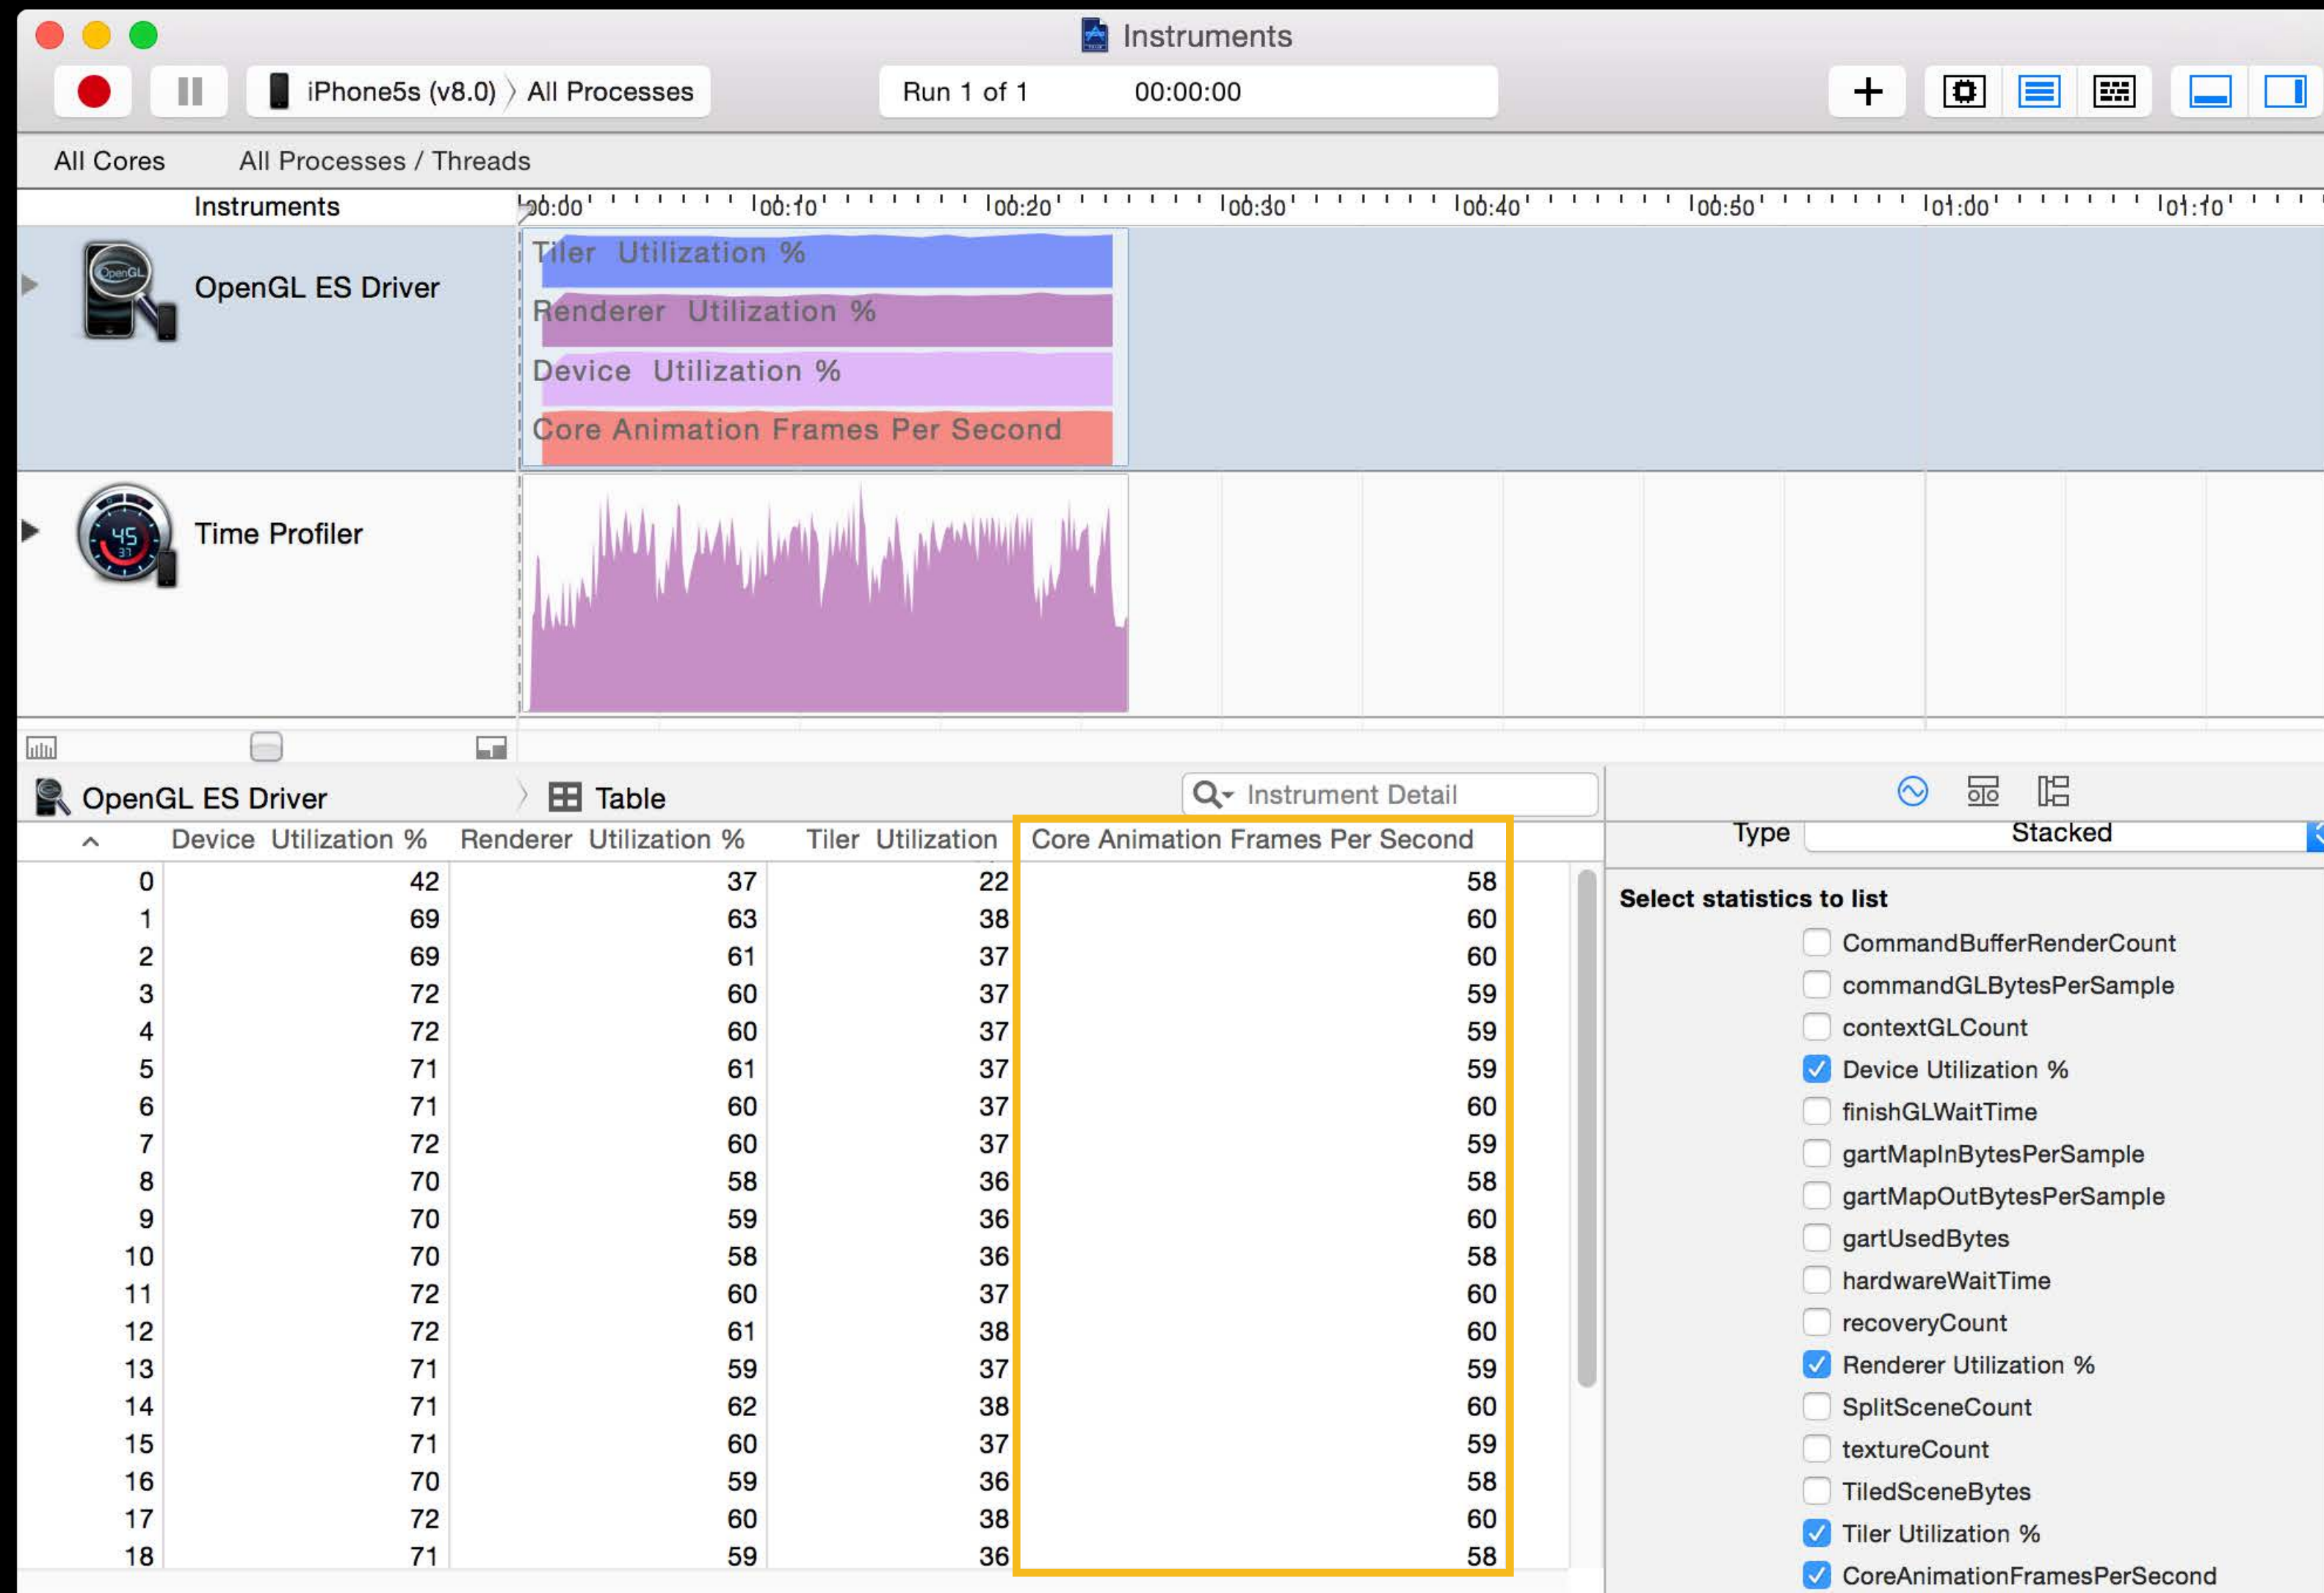 Instruments
iPhone5s (v8.0) 〉 All Processes
Run 1 of 1 00:00:00
All Cores All Processes / Threads
Instruments 00:00 00:10 00:20 00:30 00:40 00:50 01:00 01:10
OpenGL
OpenGL ES Driver
Tiler Utilization %
Renderer Utilization %
Device Utilization %
Core Animation Frames Per Second
45
37
Time Profiler
OpenGL ES Driver 〉 Table Instrument Detail
Device Utilization % Renderer Utilization % Tiler Utilization Core Animation Frames Per Second
0 42 37 22 58
1 69 63 38 60
2 69 61 37 60
3 72 60 37 59
4 72 60 37 59
5 71 61 37 59
6 71 60 37 60
7 72 60 37 59
8 70 58 36 58
9 70 59 36 60
10 70 58 36 58
11 72 60 37 60
12 72 61 38 60
13 71 59 37 59
14 71 62 38 60
15 71 60 37 59
16 70 59 36 58
17 72 60 38 60
18 71 59 36 58
Type Stacked
Select statistics to list
CommandBufferRenderCount
commandGLBytesPerSample
contextGLCount
Device Utilization %
finishGLWaitTime
gartMapInBytesPerSample
gartMapOutBytesPerSample
gartUsedBytes
hardwareWaitTime
recoveryCount
Renderer Utilization %
SplitSceneCount
textureCount
TiledSceneBytes
Tiler Utilization %
CoreAnimationFramesPerSecond